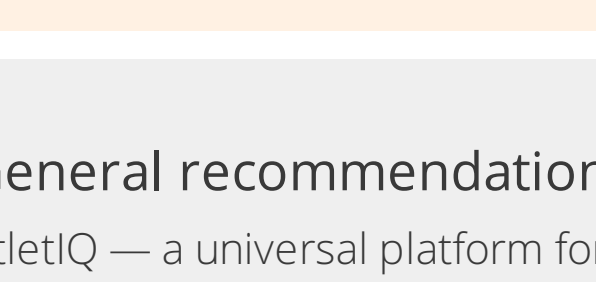 eneral recommendation
tletIQ — a universal platform for